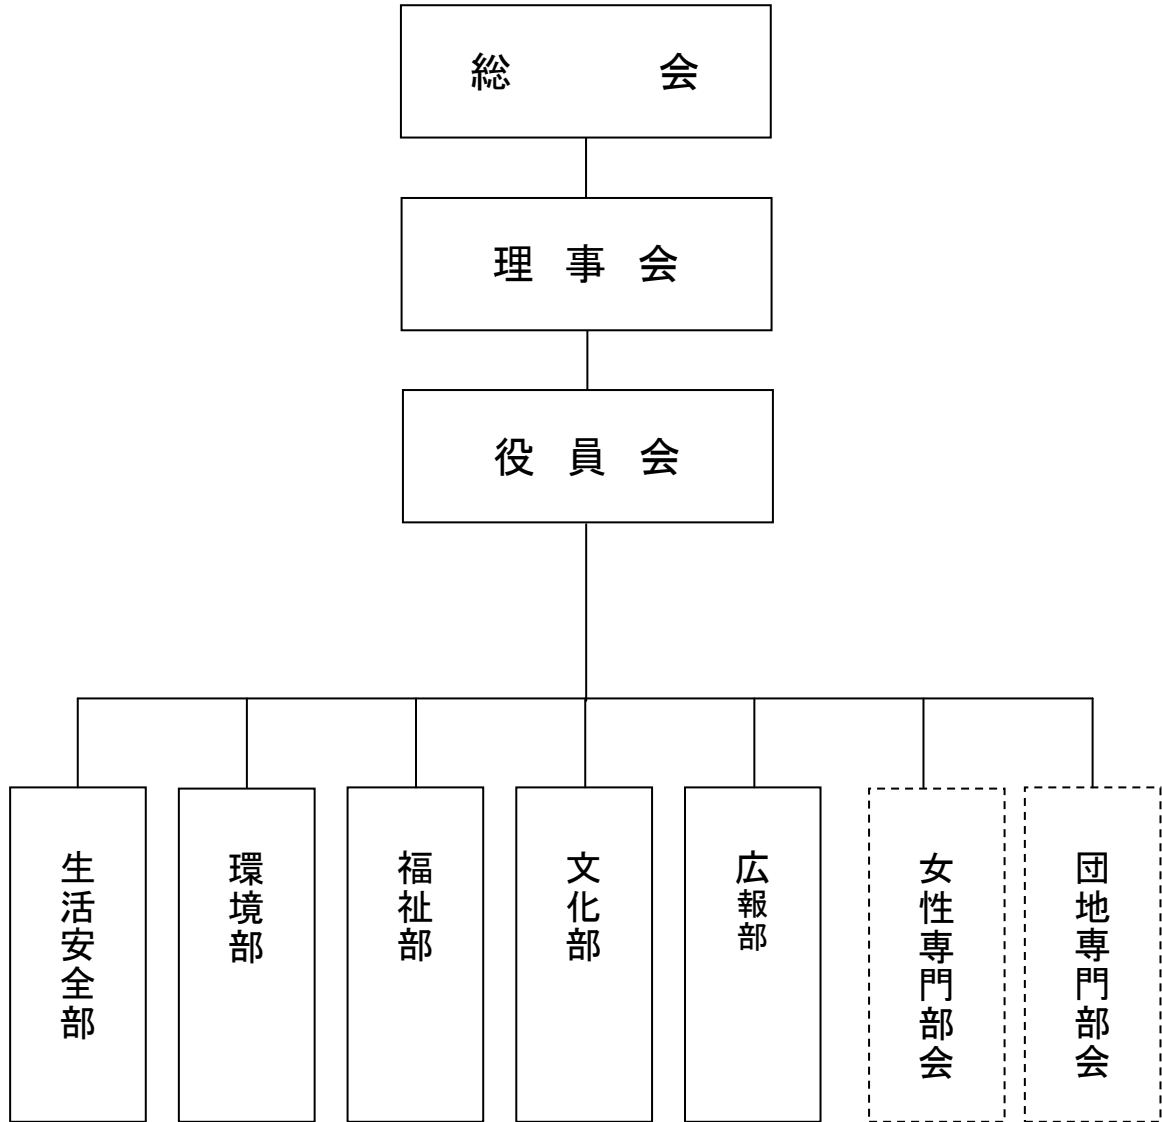 総　　会
理 事 会
役 員 会
生活安全部
環境部
福祉部
文化部
広報部
女性専門部会
団地専門部会